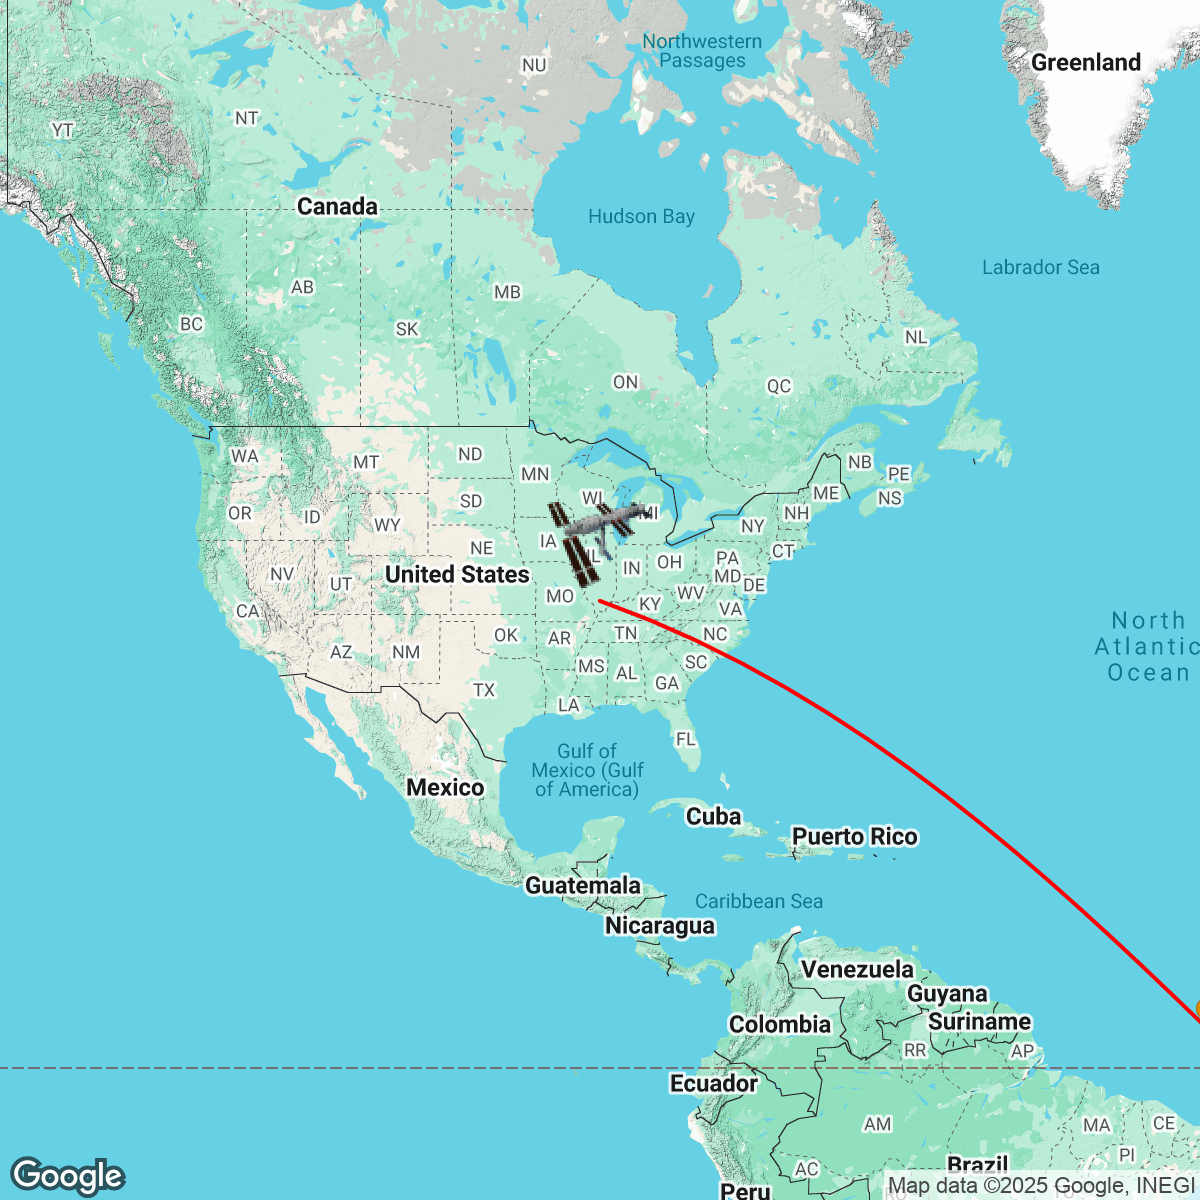 Northwestern
Passages
Greenland
NU
NT
YT
Canada
Hudson Bay
Labrador Sea
AB
MB
BC
SK
NL
ON
QC
WA
MT
ND
MN
NB
PE
NS
ME
WI
MI
SD
OR
ID
WY
NH
NY
IA
IL
NE
IN
OH
PA
CT
MD
DE
NV
UT
United States
MO
KY
WV
VA
CA
OK
AR
TN
NC
AZ
NM
MS
AL
SC
GA
TX
LA
FL
North
Atlantic
Ocean
Gulf of
Mexico (Gulf
of America)
Mexico
Cuba
Puerto Rico
Guatemala
Caribbean Sea
Nicaragua
Venezuela
Guyana
Colombia
Suriname
RR
AP
Ecuador
AM
MA
CE
PI
AC
Brazil
Peru
Google
Map data ©2025 Google, INEGI